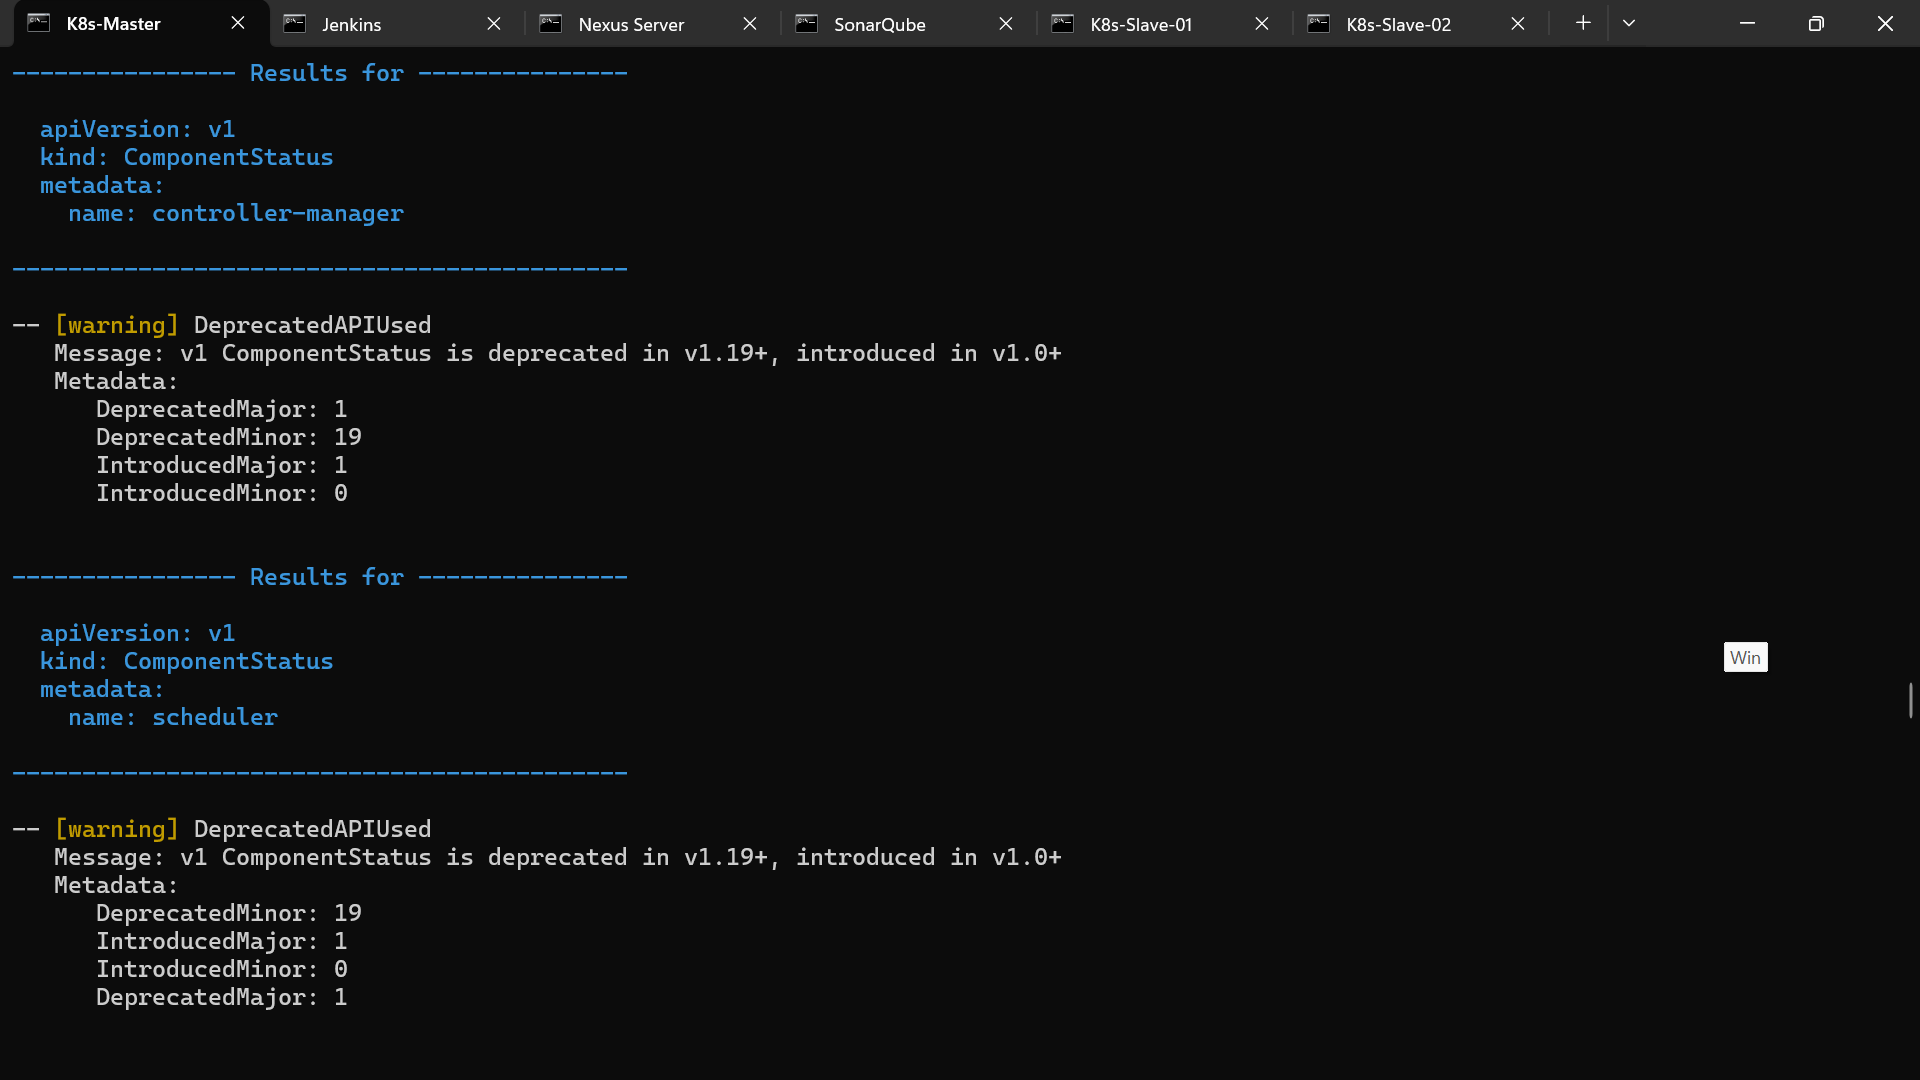 K8s-Master Jenkins Nexus Server SonarQube K8s-Slave-01 K8s-Slave-02
---------------- Results for ---------------
apiVersion: v1
kind: ComponentStatus
metadata:
name: controller-manager
--------------------------------------------
-- [warning] DeprecatedAPIUsed
Message: v1 ComponentStatus is deprecated in v1.19+, introduced in v1.0+
Metadata:
DeprecatedMajor: 1
DeprecatedMinor: 19
IntroducedMajor: 1
IntroducedMinor: 0
---------------- Results for ---------------
apiVersion: v1
kind: ComponentStatus
metadata:
name: scheduler
Win
--------------------------------------------
-- [warning] DeprecatedAPIUsed
Message: v1 ComponentStatus is deprecated in v1.19+, introduced in v1.0+
Metadata:
DeprecatedMinor: 19
IntroducedMajor: 1
IntroducedMinor: 0
DeprecatedMajor: 1